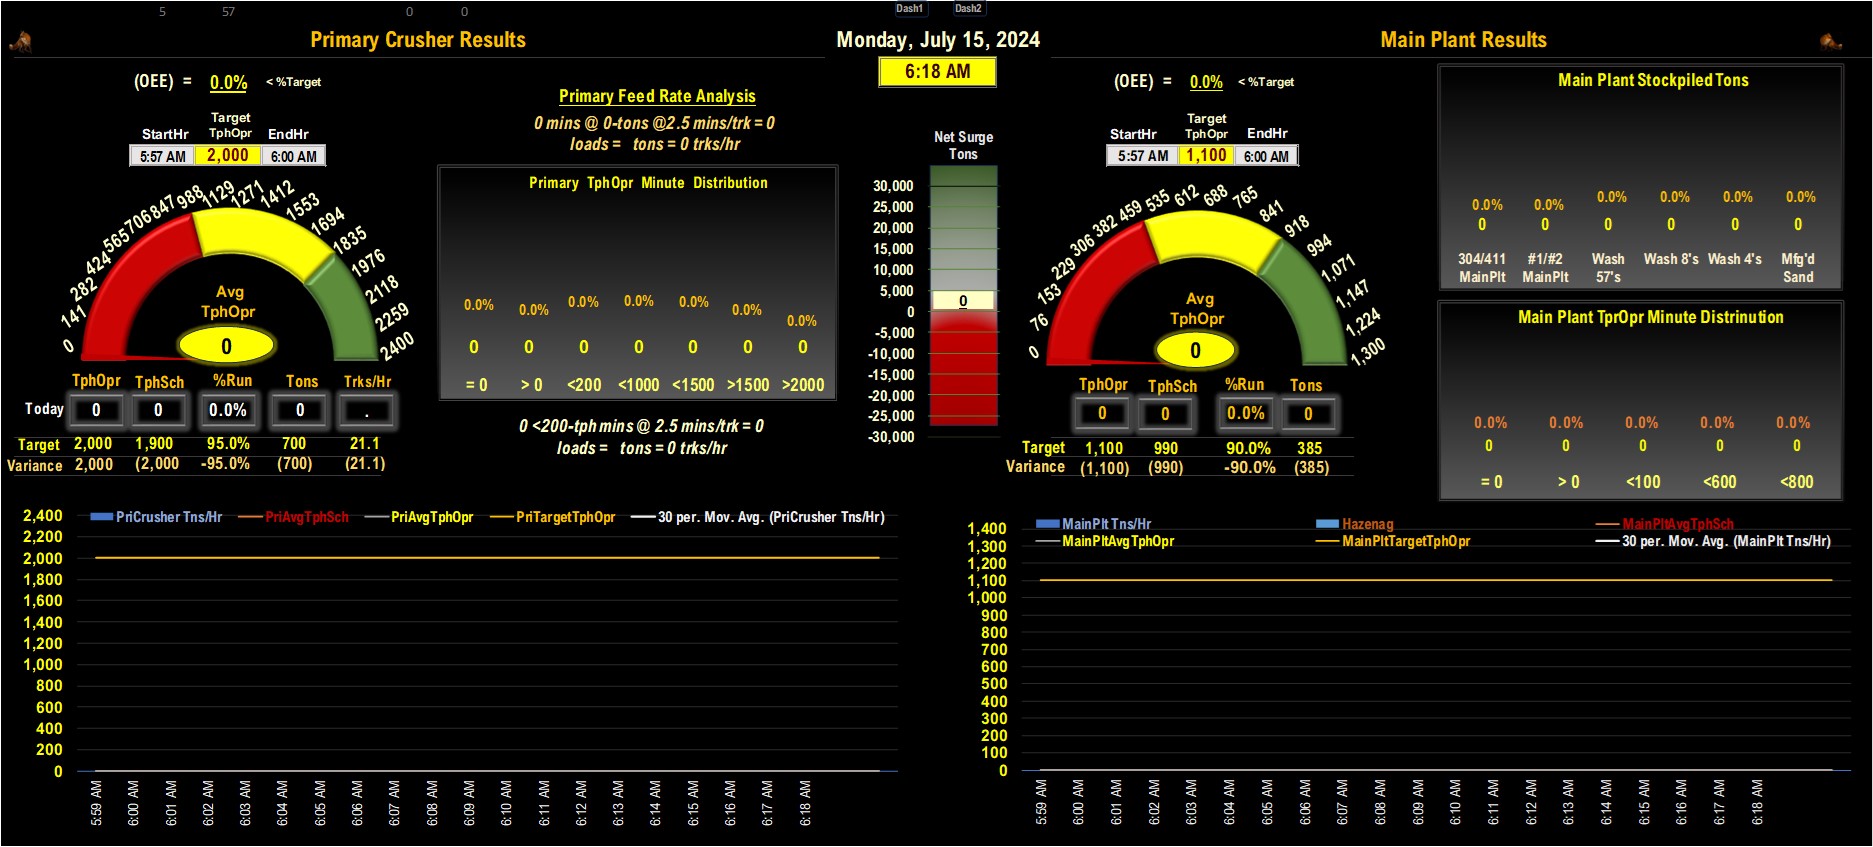 5 57 0 0 Dash1 Dash2
Primary Crusher Results
Monday, July 15, 2024
Main Plant Results
6:18 AM
(OEE) = 0.0% < %Target
Primary Feed Rate Analysis
0 mins @ 0-tons @2.5 mins/trk = 0
loads = tons = 0 trks/hr
Target
StartHr TphOpr EndHr
5:57 AM 2,000 6:00 AM
0 141 282 424 565 706 847 988 1129 1271 1412 1553 1694 1835 1976 2118 2259 2400
Avg
TphOpr
0
TphOpr TphSch %Run Tons Trks/Hr
Today 0 0 0.0% 0 .
Target 2,000 1,900 95.0% 700 21.1
Variance 2,000 (2,000 -95.0% (700) (21.1)
Primary TphOpr Minute Distribution
0.0% 0.0% 0.0% 0.0% 0.0% 0.0% 0.0%
0 0 0 0 0 0 0
= 0 > 0 <200 <1000 <1500 >1500 >2000
0 <200-tph mins @ 2.5 mins/trk = 0
loads = tons = 0 trks/hr
Net Surge
Tons
30,000
25,000
20,000
15,000
10,000
5,000
0
0
-5,000
-10,000
-15,000
-20,000
-25,000
-30,000
(OEE) = 0.0% < %Target
Target
StartHr TphOpr EndHr
5:57 AM 1,100 6:00 AM
0 76 153 229 306 382 459 535 612 688 765 841 918 994 1,071 1,147 1,224 1,300
Avg
TphOpr
0
TphOpr TphSch %Run Tons
0 0 0.0% 0
Target 1,100 990 90.0% 385
Variance (1,100) (990) -90.0% (385)
Main Plant Stockpiled Tons
0.0% 0.0% 0.0% 0.0% 0.0% 0.0%
0 0 0 0 0 0
304/411 #1/#2 Wash Wash 8's Wash 4's Mfg'd
MainPlt MainPlt 57's Sand
Main Plant TprOpr Minute Distrinution
0.0% 0.0% 0.0% 0.0% 0.0%
0 0 0 0 0
= 0 > 0 <100 <600 <800
PriCrusher Tns/Hr PriAvgTphSch PriAvgTphOpr PriTargetTphOpr 30 per. Mov. Avg. (PriCrusher Tns/Hr)
2,400
2,200
2,000
1,800
1,600
1,400
1,200
1,000
800
600
400
200
0
5:59 AM 6:00 AM 6:01 AM 6:02 AM 6:03 AM 6:04 AM 6:05 AM 6:06 AM 6:07 AM 6:08 AM 6:09 AM 6:10 AM 6:11 AM 6:12 AM 6:13 AM 6:14 AM 6:15 AM 6:16 AM 6:17 AM 6:18 AM
MainPlt Tns/Hr Hazenag MainPltAvgTphSch
MainPltAvgTphOpr MainPltTargetTphOpr 30 per. Mov. Avg. (MainPlt Tns/Hr)
1,400
1,300
1,200
1,100
1,000
900
800
700
600
500
400
300
200
100
0
5:59 AM 6:00 AM 6:01 AM 6:02 AM 6:03 AM 6:04 AM 6:05 AM 6:06 AM 6:07 AM 6:08 AM 6:09 AM 6:10 AM 6:11 AM 6:12 AM 6:13 AM 6:14 AM 6:15 AM 6:16 AM 6:17 AM 6:18 AM